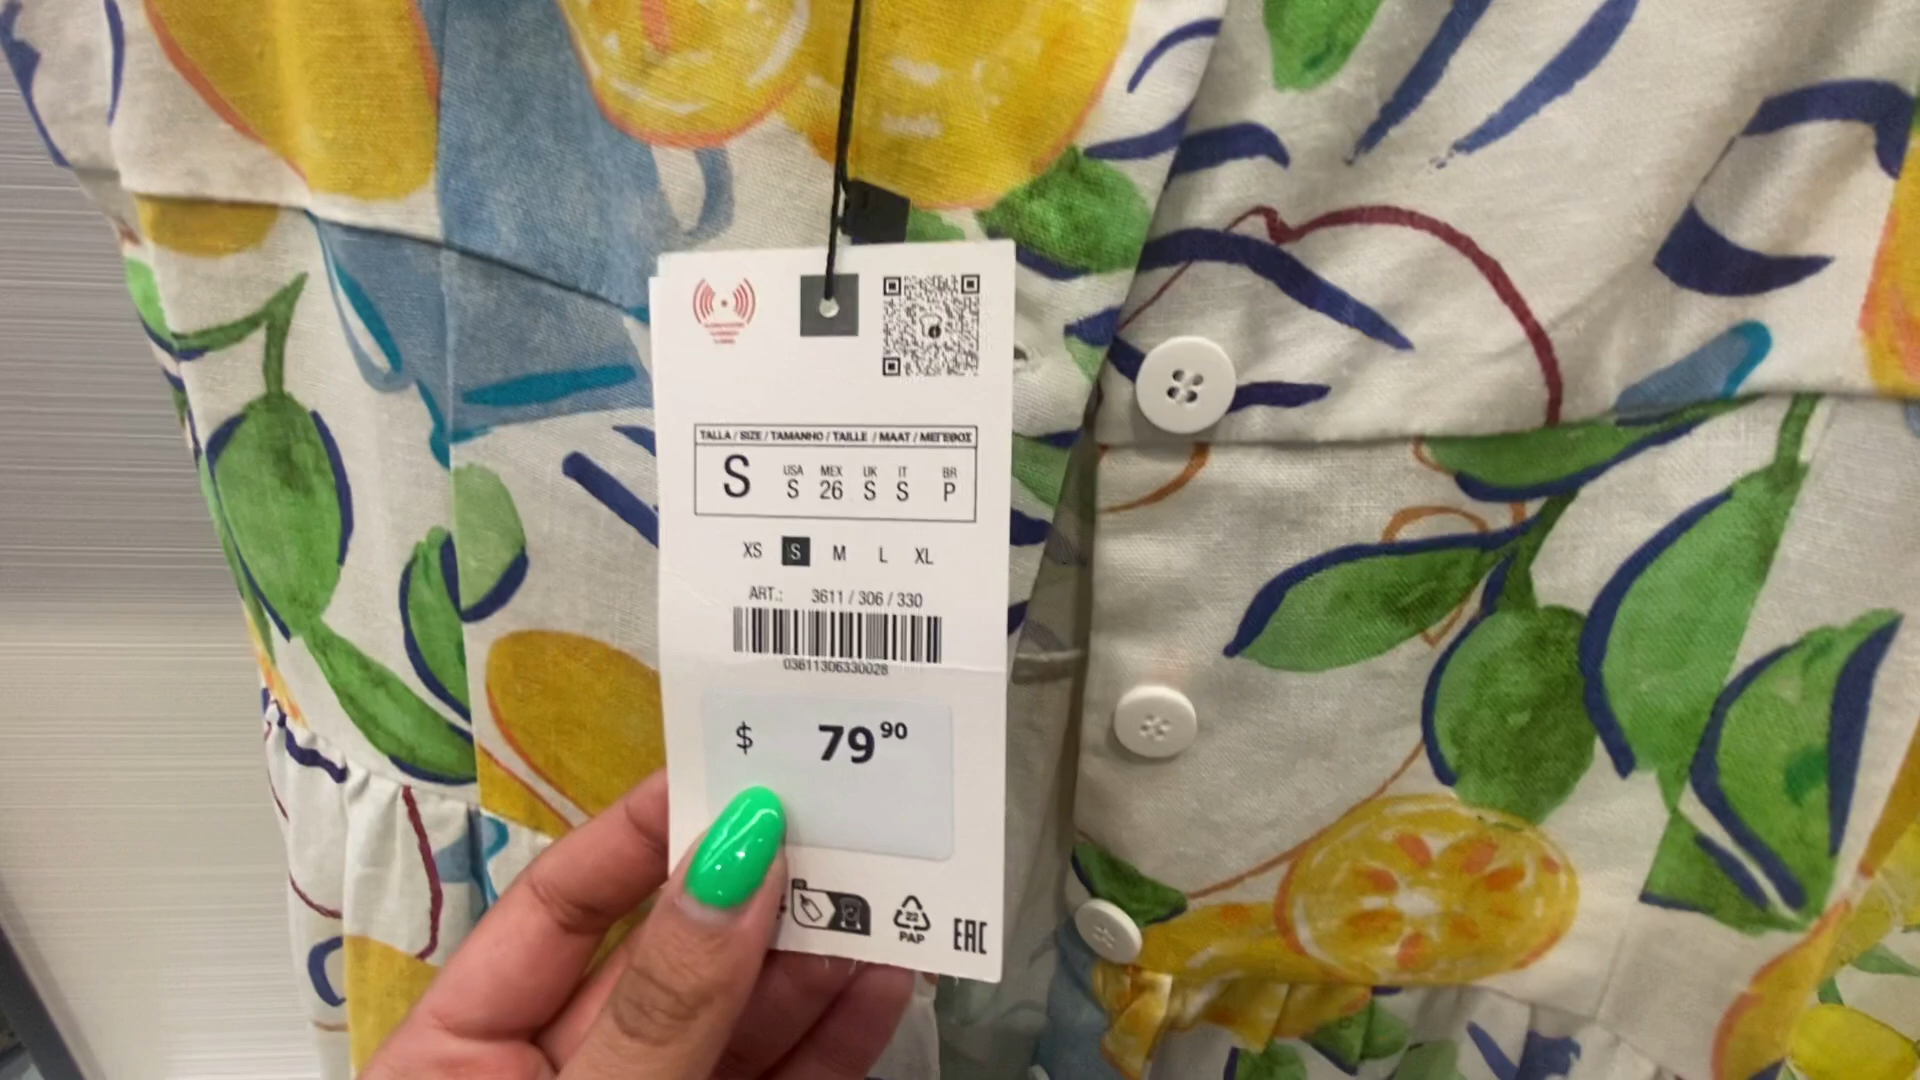 TALLA / SIZE / TAMANHO / TAILLE / MAAT / ΜΕΓΕΘΟΣ
S
USA MEX UK IT BR
S 26 S S P
XS S M L XL
ART.: 3611 / 306 / 330
03611306330028
$ 79 90
22
PAP
EAC